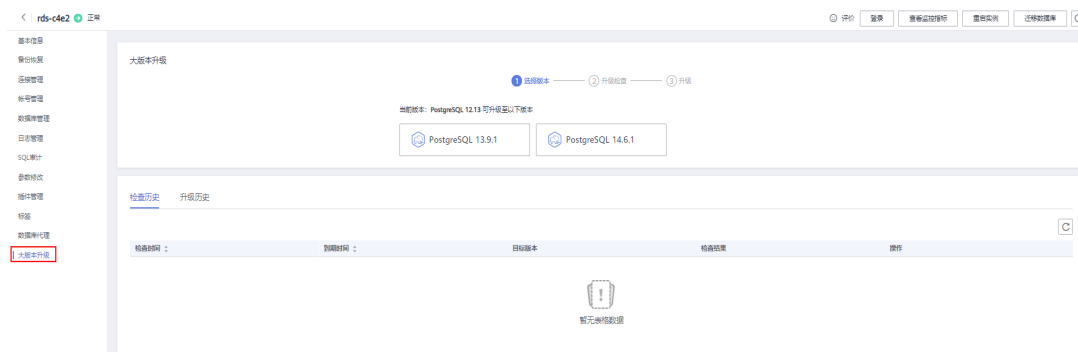 rds-c4e2 正常
评价 登录 查看监控指标 重启实例 迁移数据库
基本信息
备份恢复
连接管理
帐号管理
数据库管理
日志管理
SQL审计
参数修改
插件管理
标签
数据库代理
大版本升级
大版本升级
1 选择版本 2 升级检查 3 升级
当前版本：PostgreSQL 12.13 可升级至以下版本
PostgreSQL 13.9.1 PostgreSQL 14.6.1
检查历史 升级历史
检查时间 到期时间 目标版本 检查结果 操作
暂无表格数据